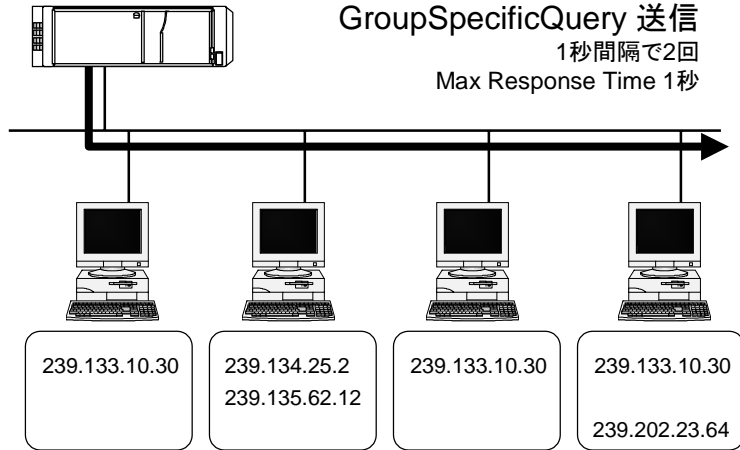 GroupSpecificQuery 送信
1秒間隔で2回
Max Response Time 1秒
239.133.10.30
239.134.25.2
239.135.62.12
239.133.10.30
239.133.10.30
239.202.23.64